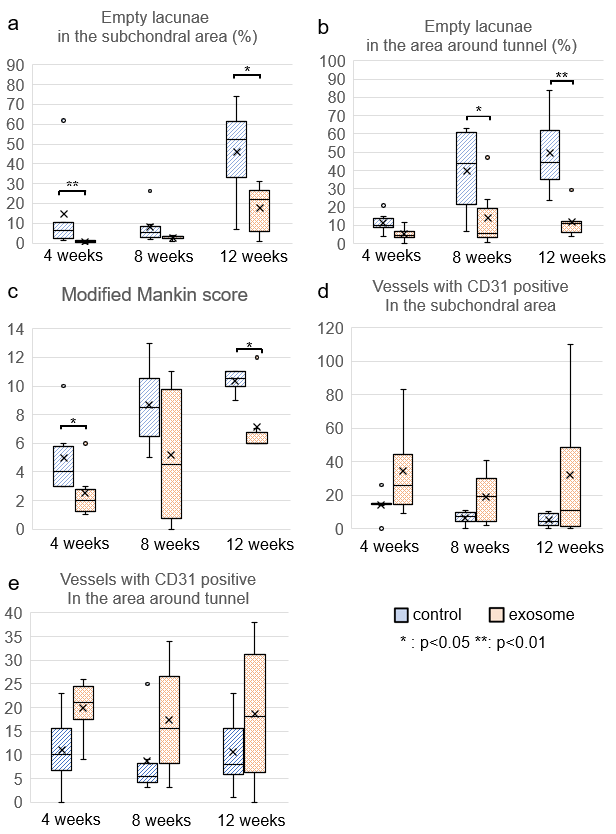 a
Empty lacunae
in the subchondral area (%)
90
80
70
60
50
40
30
20
10
0
*
**
4 weeks
8 weeks
12 weeks
b
Empty lacunae
in the area around tunnel (%)
100
90
80
70
60
50
40
30
20
10
0
*
**
4 weeks
8 weeks
12 weeks
c
Modified Mankin score
14
12
10
8
6
4
2
0
*
*
4 weeks
8 weeks
12 weeks
d
Vessels with CD31 positive
In the subchondral area
120
100
80
60
40
20
0
4 weeks
8 weeks
12 weeks
e
Vessels with CD31 positive
In the area around tunnel
40
35
30
25
20
15
10
5
0
4 weeks
8 weeks
12 weeks
control exosome
* : p<0.05 **: p<0.01